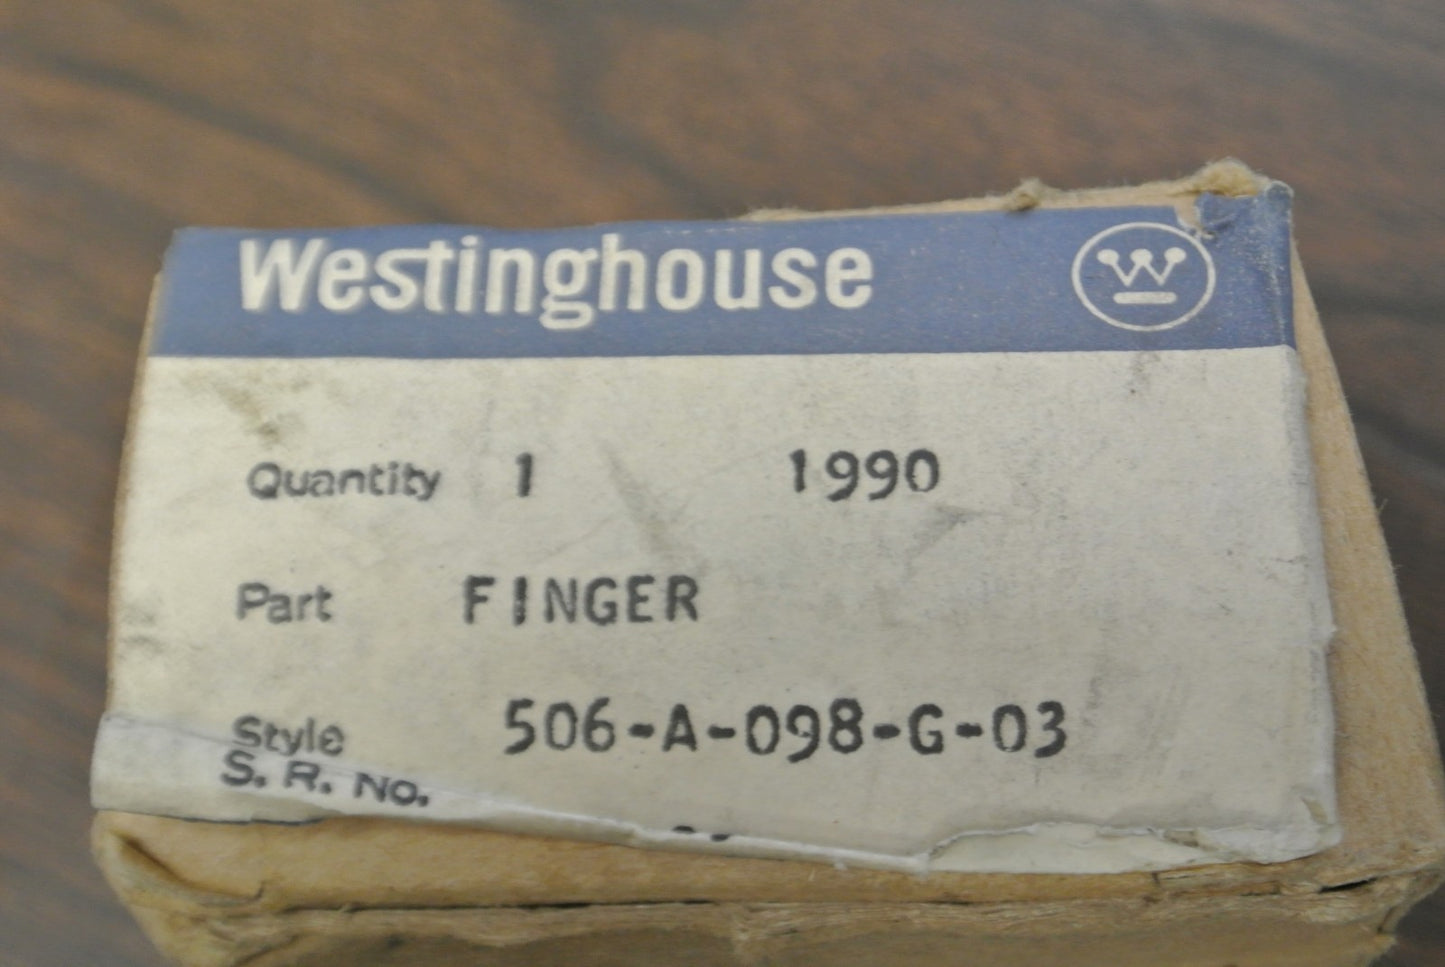 Westinghouse W
Quantity 1 1990
Part FINGER
Style 506-A-098-G-03
S. R. No.